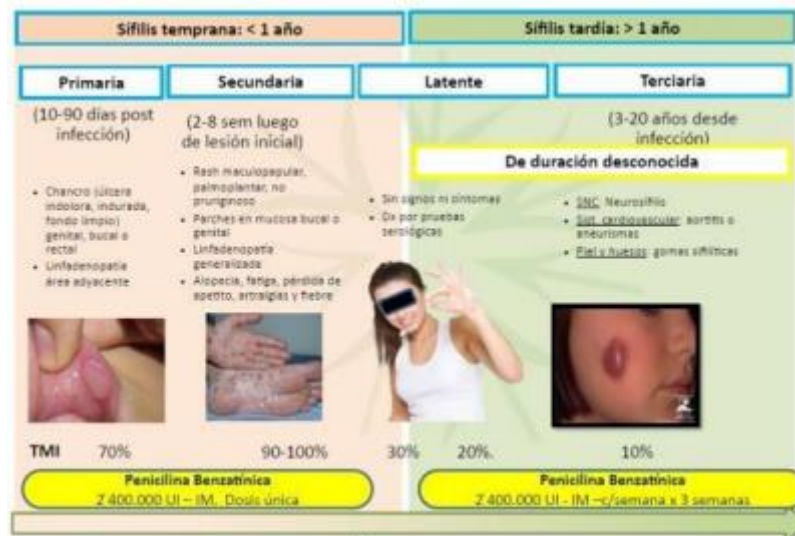 Sífilis temprana: < 1 año
Sífilis tardía: > 1 año
Primaria
Secundaria
Latente
Terciaria
(10-90 días post
infección)
(2-8 sem luego
de lesión inicial)
(3-20 años desde
infección)
De duración desconocida
• Chancro (úlcera
indolora, indurada,
fondo limpio)
genital, bucal o
rectal
• Linfadenopatía
área adyacente
• Rash maculopapular,
palmoplantar, no
pruriginoso
• Parches en mucosa bucal o
genital
• Linfadenopatía
generalizada
• Alopecia, fatiga, pérdida de
apetito, artralgias y fiebre
• Sin signos ni síntomas
• Dx por pruebas
serológicas
• SNC: Neurosífilis
• Sist. cardiovascular: aortitis o
aneurismas
• Piel y huesos: gomas sifilíticas
TMI 70% 90-100% 30% 20%. 10%
Penicilina Benzatínica
2'400.000 UI – IM. Dosis única
Penicilina Benzatínica
2'400.000 UI - IM –c/semana x 3 semanas